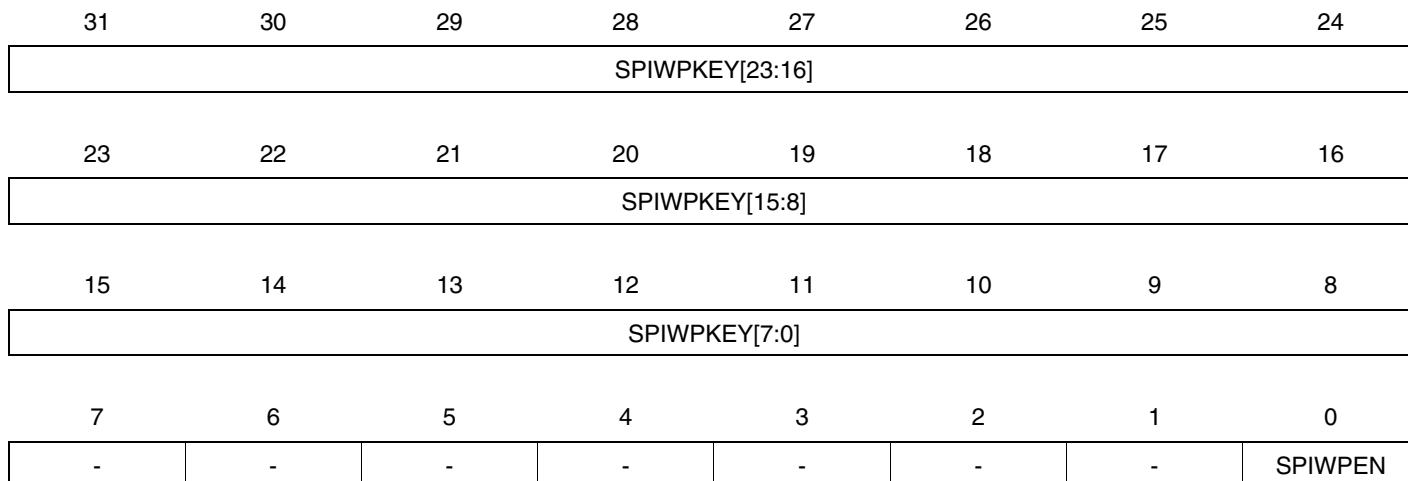 31 30 29 28 27 26 25 24
SPIWPKEY[23:16]
23 22 21 20 19 18 17 16
SPIWPKEY[15:8]
15 14 13 12 11 10 9 8
SPIWPKEY[7:0]
7 6 5 4 3 2 1 0
- - - - - - - SPIWPEN